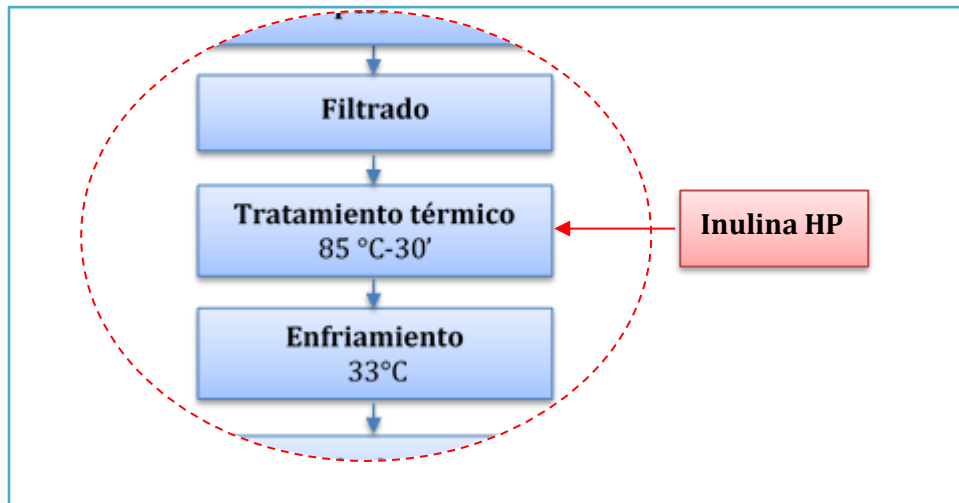 Filtrado
Tratamiento térmico
85 °C-30’
Inulina HP
Enfriamiento
33°C